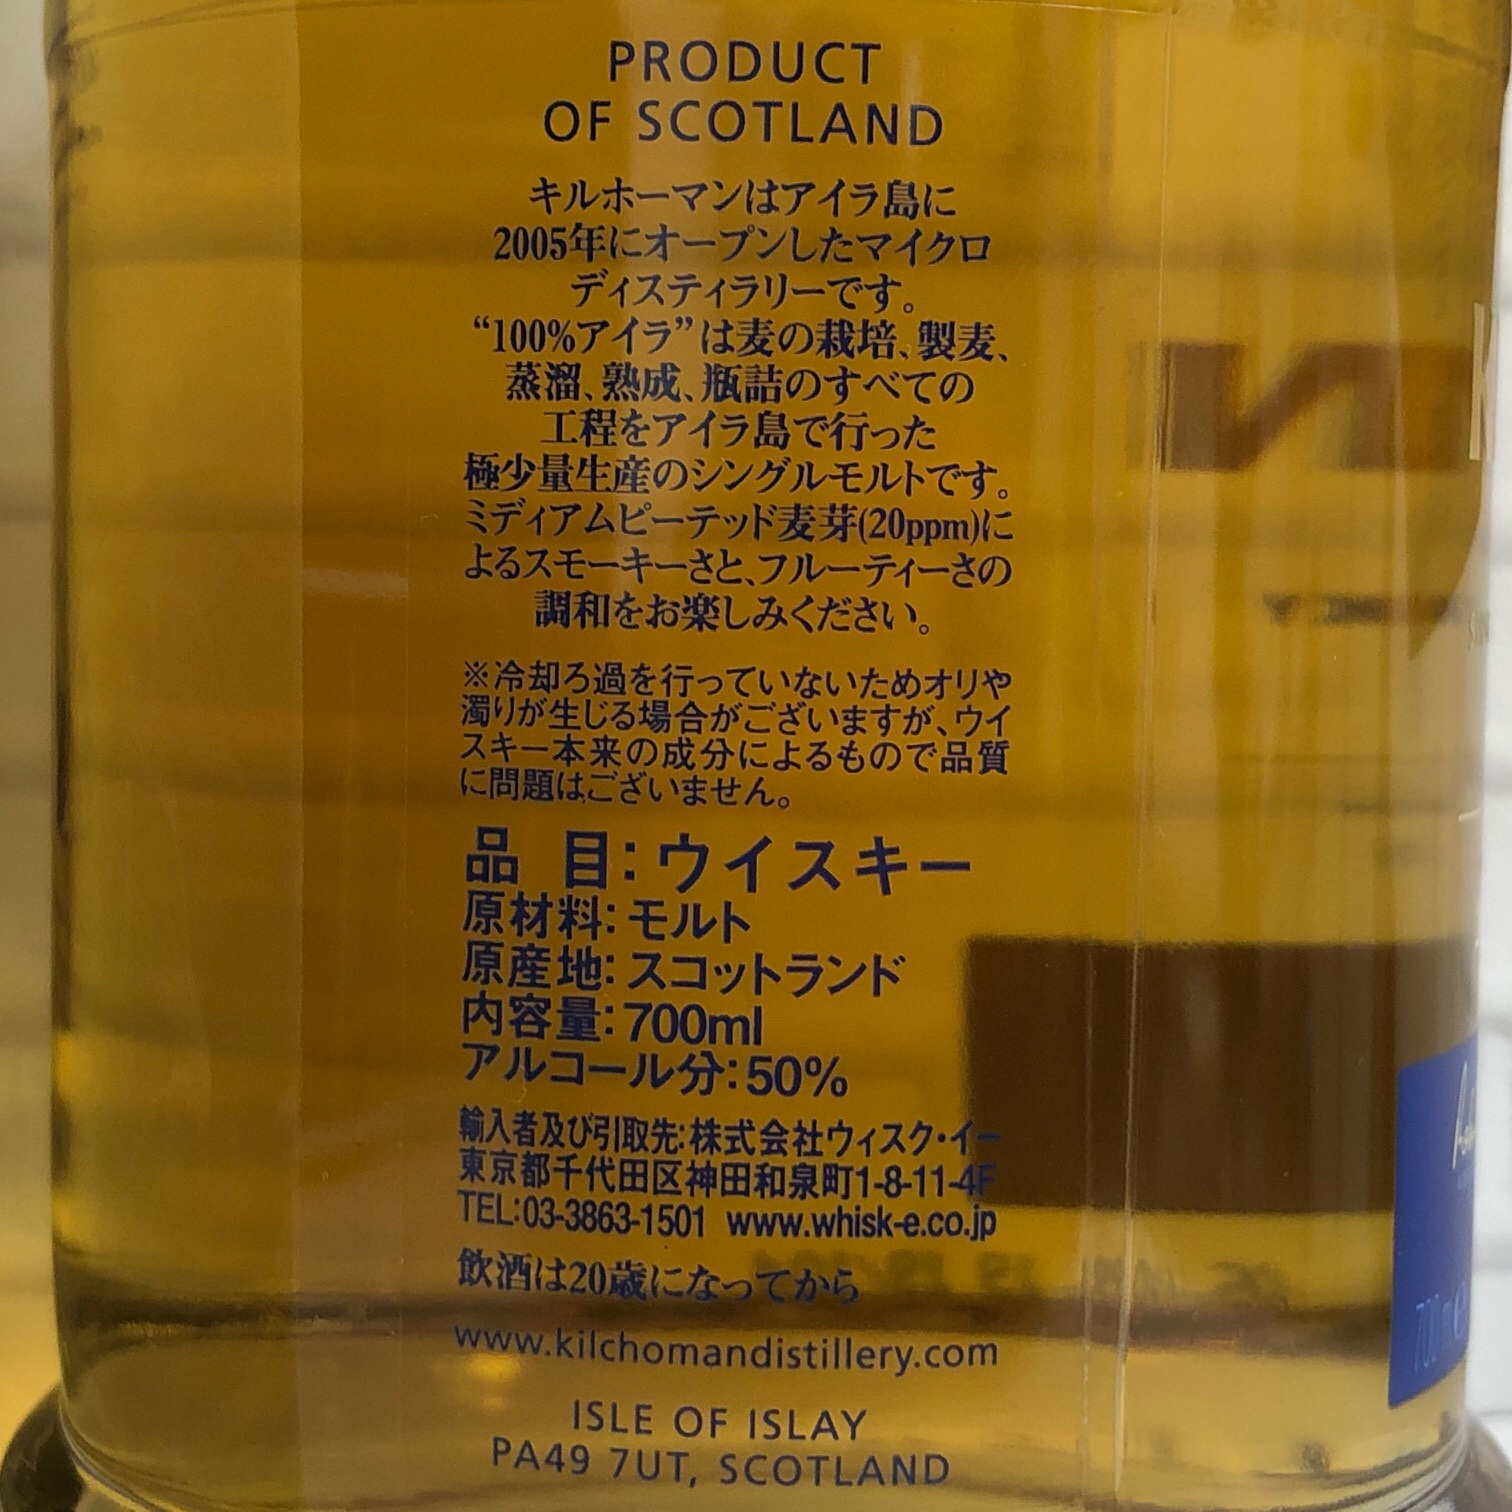 PRODUCT
OF SCOTLAND
キルホーマンはアイラ島に
2005年にオープンしたマイクロ
ディスティラリーです。
“100%アイラ”は麦の栽培、製麦、
蒸溜、熟成、瓶詰のすべての
工程をアイラ島で行った
極少量生産のシングルモルトです。
ミディアムピーテッド麦芽(20ppm)に
よるスモーキーさと、フルーティーさの
調和をお楽しみください。
※冷却ろ過を行っていないためオリや
濁りが生じる場合がございますが、ウイ
スキー本来の成分によるもので品質
に問題はございません。
品 目：ウイスキー
原材料：モルト
原産地：スコットランド
内容量：700ml
アルコール分：50%
輸入者及び引取先：株式会社ウィスク・イー
東京都千代田区神田和泉町1-8-11-4F
TEL:03-3863-1501 www.whisk-e.co.jp
飲酒は20歳になってから
www.kilchomandistillery.com
ISLE OF ISLAY
PA49 7UT, SCOTLAND